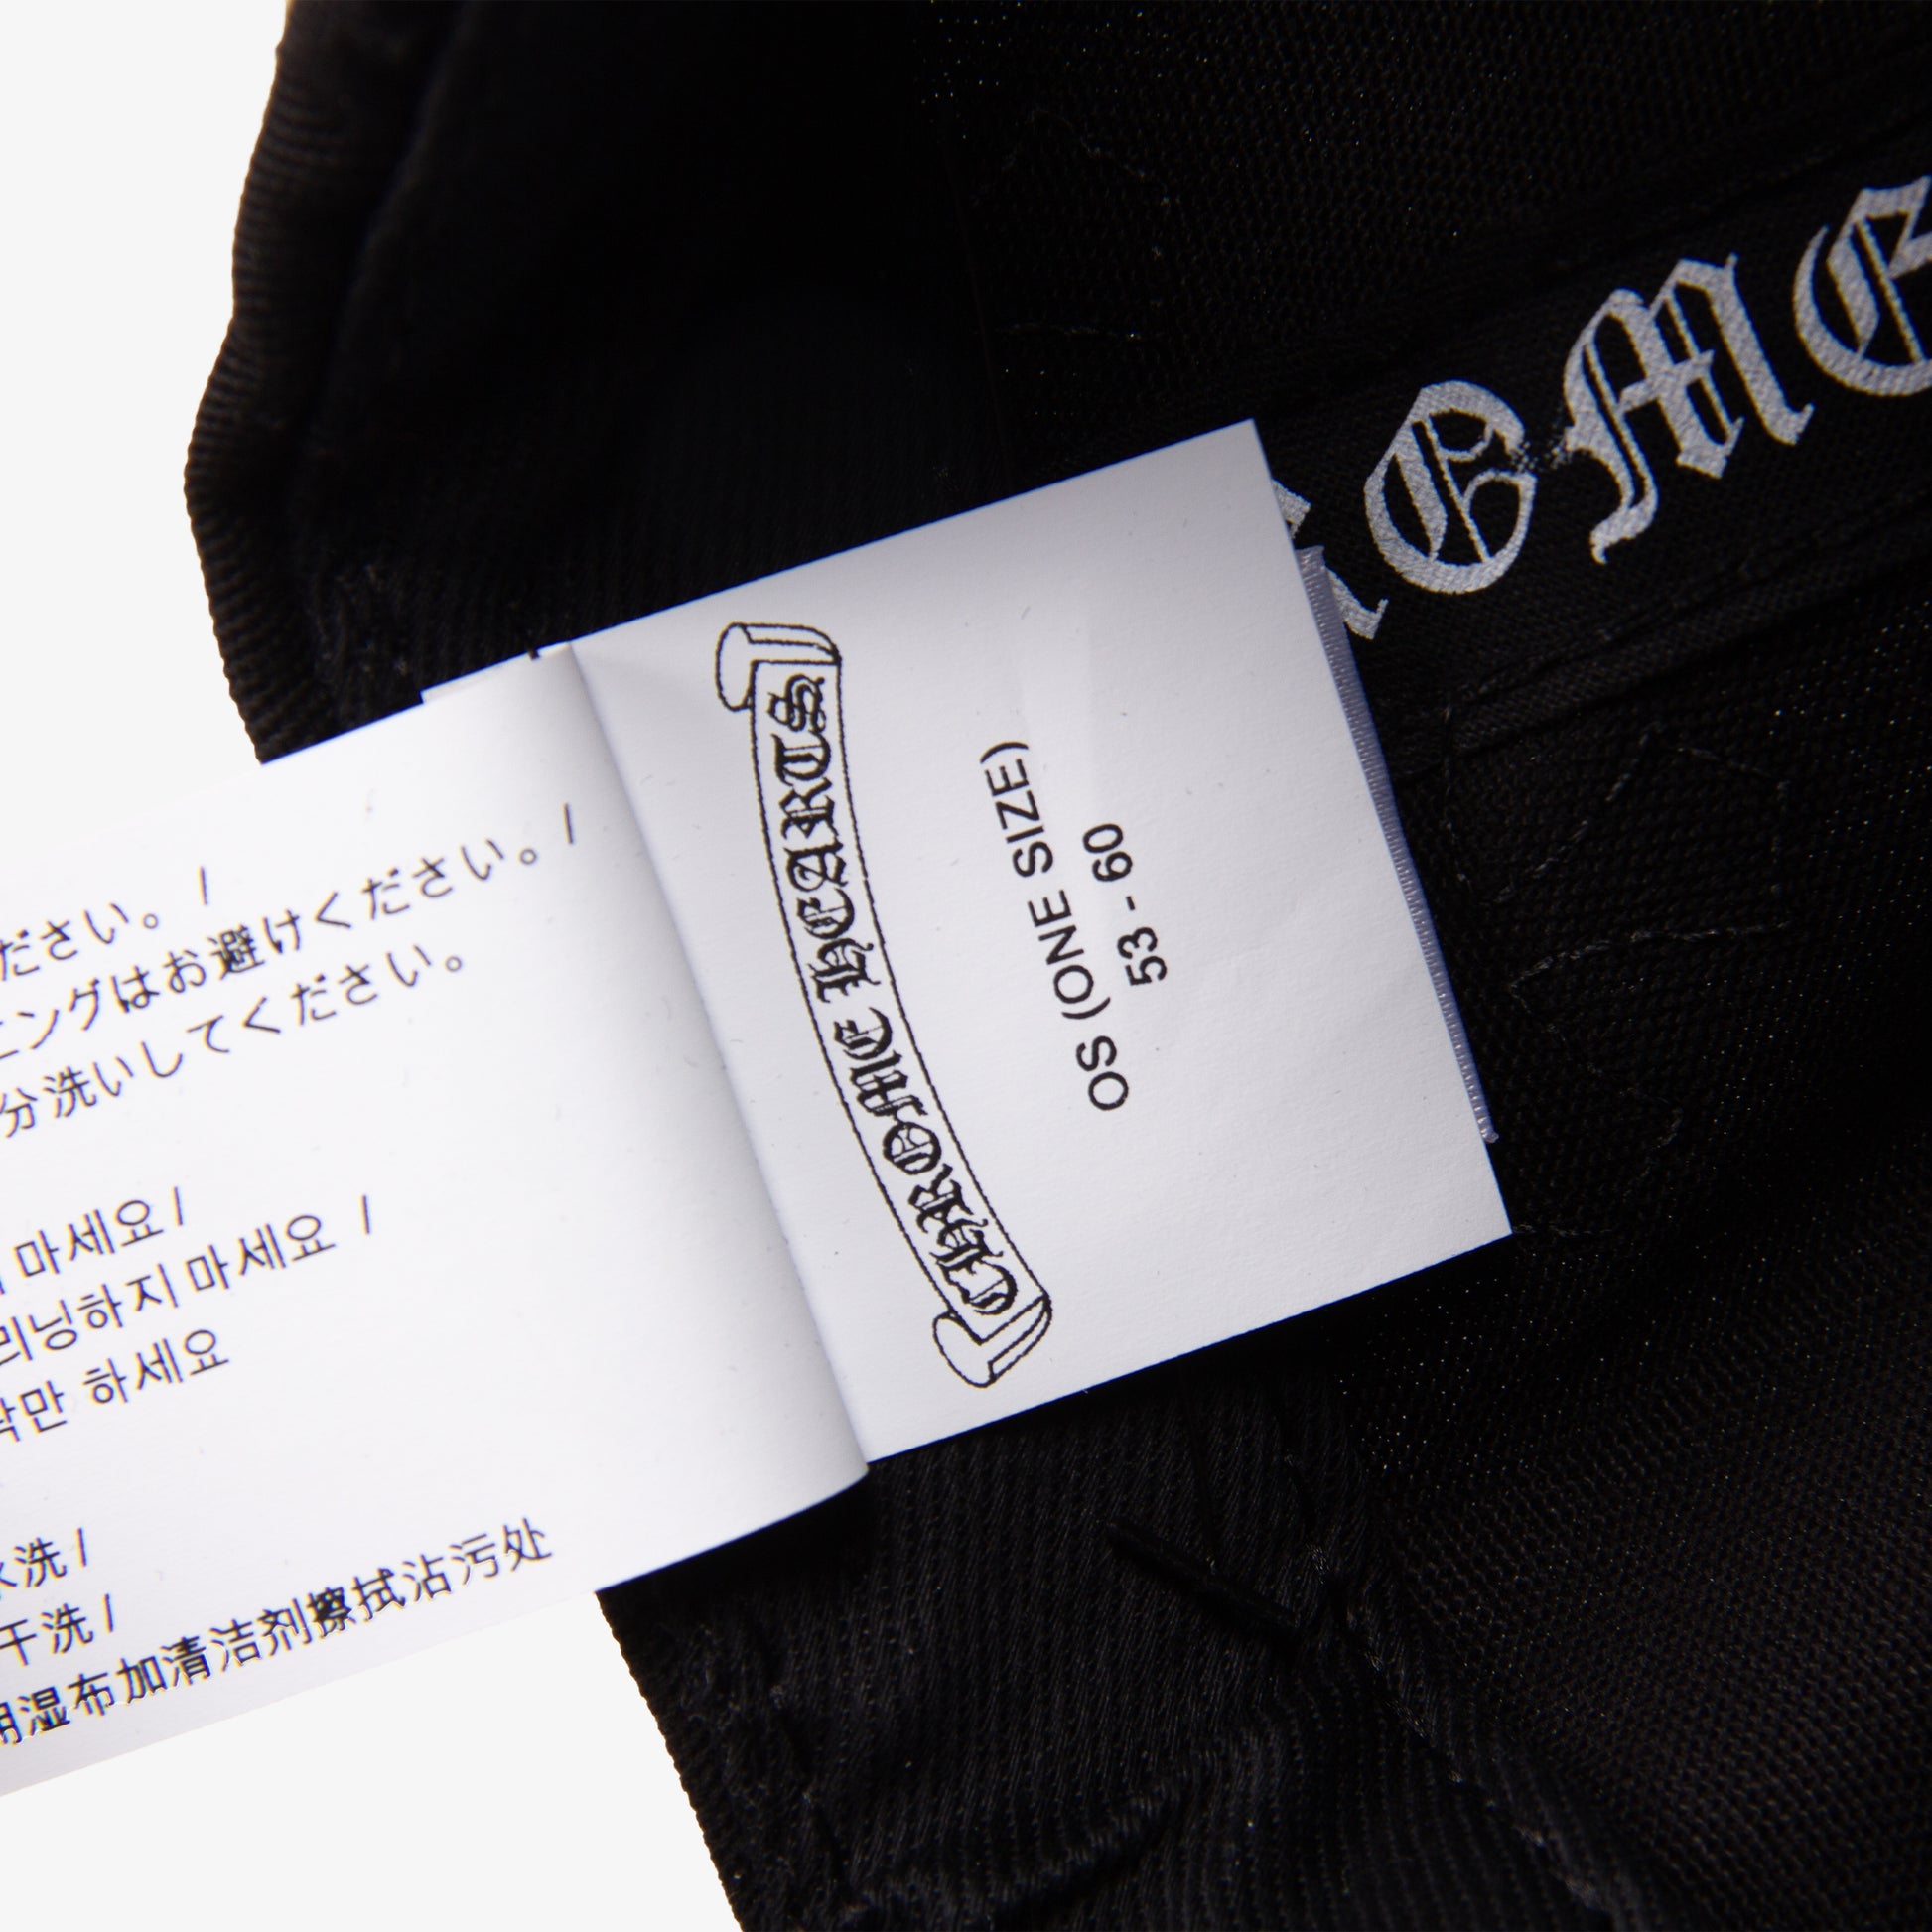 ださい。 /
ニングはお避けください。 /
分洗いしてください。
마세요 /
리닝하지 마세요 /
만 하세요
水洗 /
干洗 /
用湿布加清洁剂擦拭沾污处
CHROME HEARTS
OS (ONE SIZE)
53 - 60
ROME